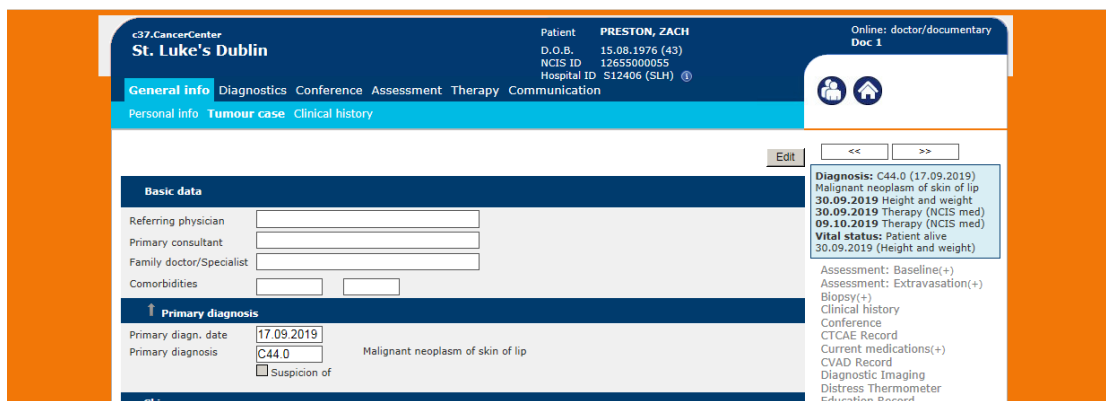 c37.CancerCenter
St. Luke's Dublin
Patient PRESTON, ZACH
D.O.B. 15.08.1976 (43)
NCIS ID 12655000055
Hospital ID S12406 (SLH) i
Online: doctor/documentary
Doc 1
General info Diagnostics Conference Assessment Therapy Communication
Personal info Tumour case Clinical history
Edit
<< >>
Basic data
Referring physician
Primary consultant
Family doctor/Specialist
Comorbidities
Primary diagnosis
Primary diagn. date 17.09.2019
Primary diagnosis C44.0 Malignant neoplasm of skin of lip
Suspicion of
Diagnosis: C44.0 (17.09.2019)
Malignant neoplasm of skin of lip
30.09.2019 Height and weight
30.09.2019 Therapy (NCIS med)
09.10.2019 Therapy (NCIS med)
Vital status: Patient alive
30.09.2019 (Height and weight)
Assessment: Baseline(+)
Assessment: Extravasation(+)
Biopsy(+)
Clinical history
Conference
CTCAE Record
Current medications(+)
CVAD Record
Diagnostic Imaging
Distress Thermometer
Education Record